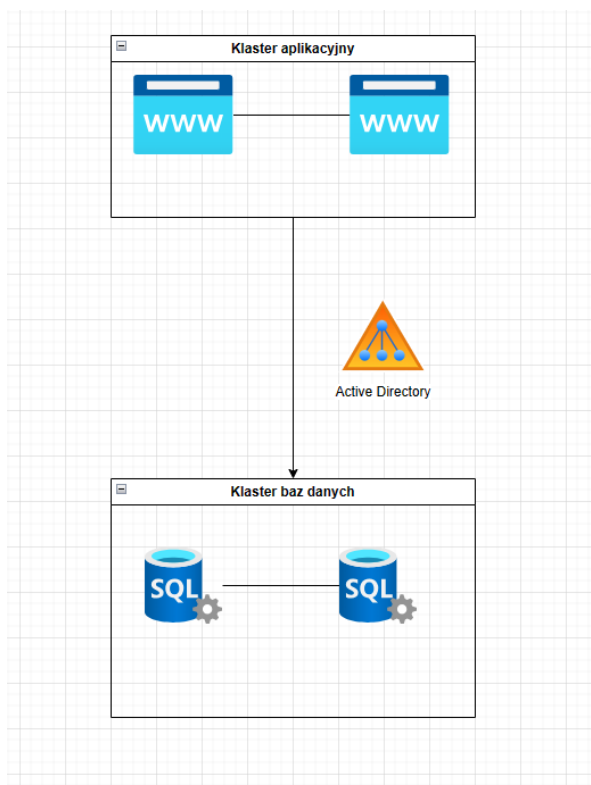 Klaster aplikacyjny
WWW WWW
Active Directory
Klaster baz danych
SQL SQL